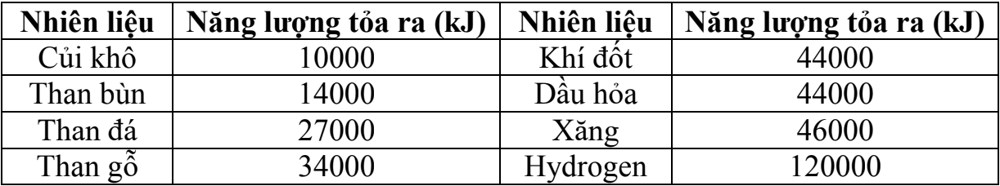 Nhiên liệu Năng lượng tỏa ra (kJ) Nhiên liệu Năng lượng tỏa ra (kJ)
Củi khô 10000 Khí đốt 44000
Than bùn 14000 Dầu hỏa 44000
Than đá 27000 Xăng 46000
Than gỗ 34000 Hydrogen 120000